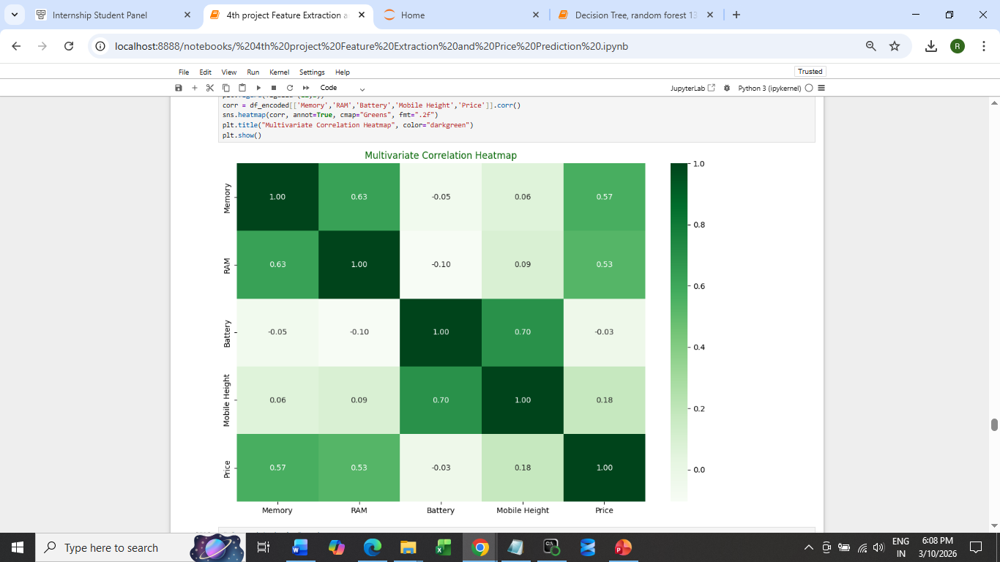 Internship Student Panel
4th project Feature Extraction a
Home
Decision Tree, random forest 13
localhost:8888/notebooks/%204th%20project%20Feature%20Extraction%20and%20Price%20Prediction%20.ipynb
R
File Edit View Run Kernel Settings Help
Trusted
Code
JupyterLab
Python 3 (ipykernel)
corr = df_encoded[['Memory','RAM','Battery','Mobile Height','Price']].corr()
sns.heatmap(corr, annot=True, cmap="Greens", fmt=".2f")
plt.title("Multivariate Correlation Heatmap", color="darkgreen")
plt.show()
Multivariate Correlation Heatmap
Memory 1.00 0.63 -0.05 0.06 0.57
RAM 0.63 1.00 -0.10 0.09 0.53
Battery -0.05 -0.10 1.00 0.70 -0.03
Mobile Height 0.06 0.09 0.70 1.00 0.18
Price 0.57 0.53 -0.03 0.18 1.00
Memory RAM Battery Mobile Height Price
1.0
0.8
0.6
0.4
0.2
0.0
Type here to search
ENG
IN
6:08 PM
3/10/2026